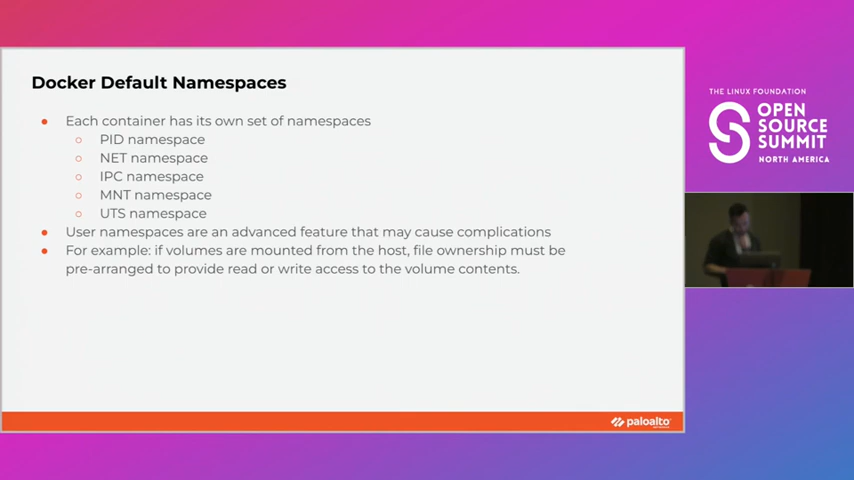 Docker Default Namespaces
● Each container has its own set of namespaces
○ PID namespace
○ NET namespace
○ IPC namespace
○ MNT namespace
○ UTS namespace
● User namespaces are an advanced feature that may cause complications
● For example: if volumes are mounted from the host, file ownership must be
pre-arranged to provide read or write access to the volume contents.
paloalto
THE LINUX FOUNDATION
OPEN
SOURCE
SUMMIT
NORTH AMERICA